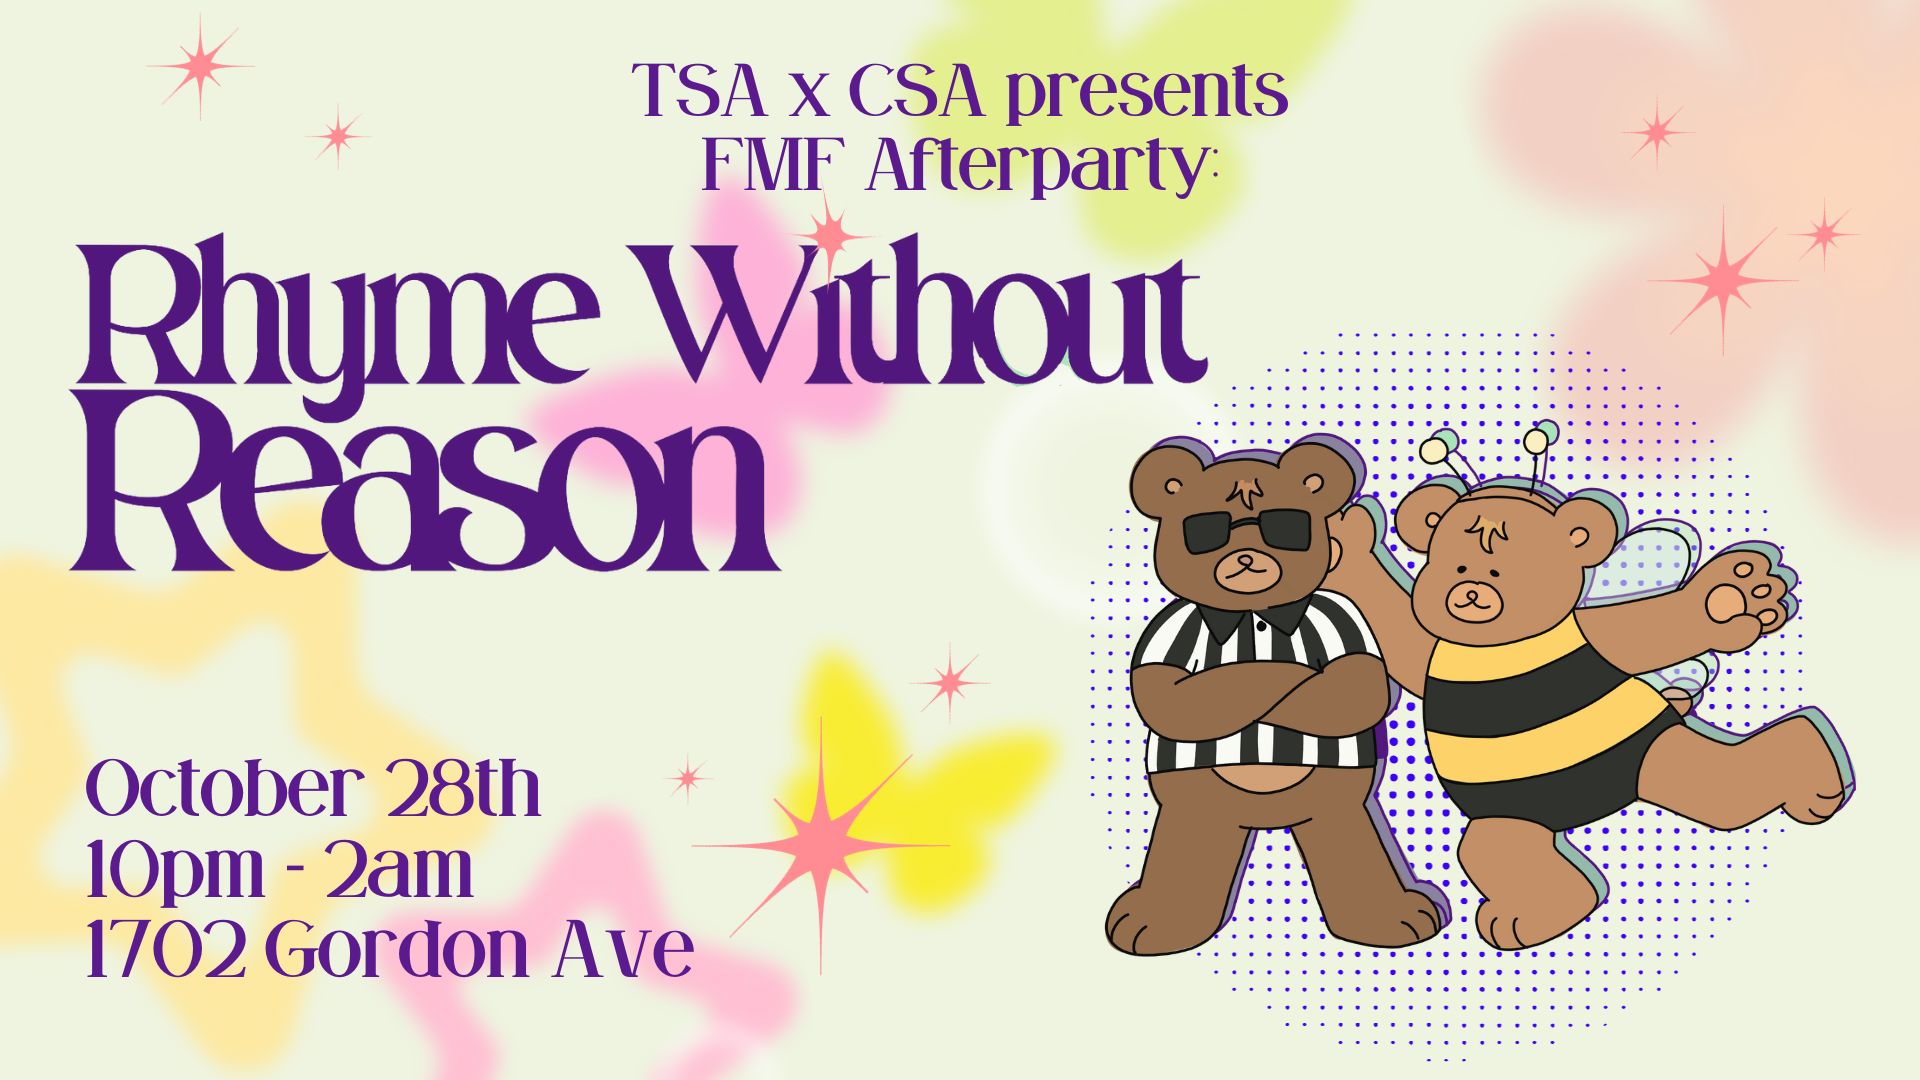 TSA x CSA presents
FMF Afterparty:
Rhyme Without
Reason
October 28th
10pm - 2am
1702 Gordon Ave